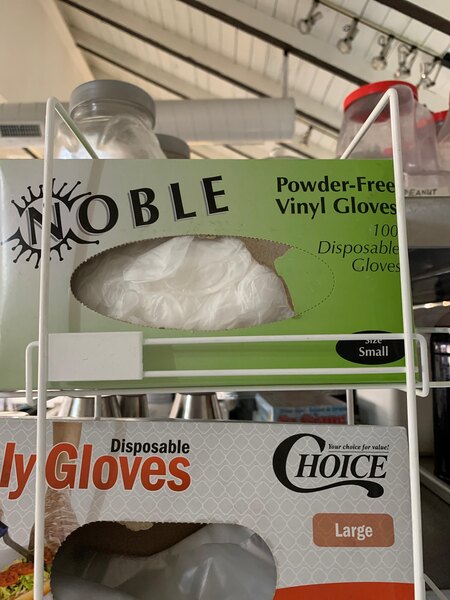 NOBLE
Powder-Free
Vinyl Gloves
100
Disposable
Gloves
PEANUT
Size
Small
Disposable
ly Gloves
Your choice for value!
CHOICE
Large